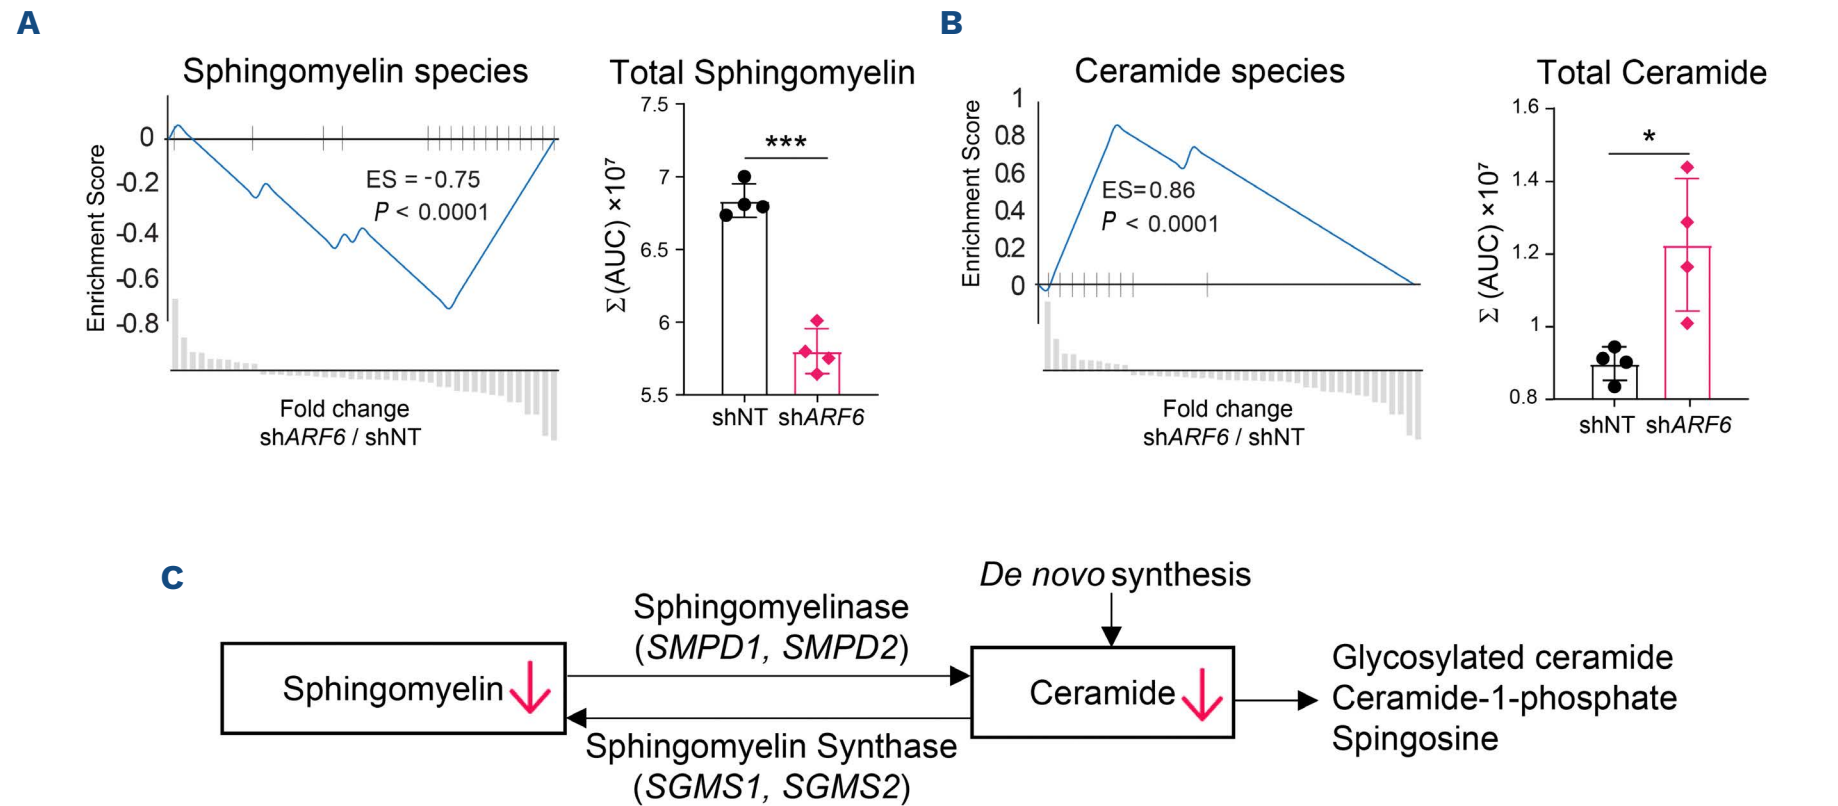 A
Sphingomyelin species
Enrichment Score
0
-0.2
-0.4
-0.6
-0.8
ES = -0.75
P < 0.0001
Fold change
shARF6 / shNT
Total Sphingomyelin
Σ(AUC) ×10⁷
7.5
7
6.5
6
5.5
***
shNT shARF6
B
Ceramide species
Enrichment Score
1
0.8
0.6
0.4
0.2
0
ES=0.86
P < 0.0001
Fold change
shARF6 / shNT
Total Ceramide
Σ (AUC) ×10⁷
1.6
1.4
1.2
1
0.8
*
shNT shARF6
C
De novo synthesis
Sphingomyelinase
(SMPD1, SMPD2)
Sphingomyelin
Ceramide
Sphingomyelin Synthase
(SGMS1, SGMS2)
Glycosylated ceramide
Ceramide-1-phosphate
Spingosine